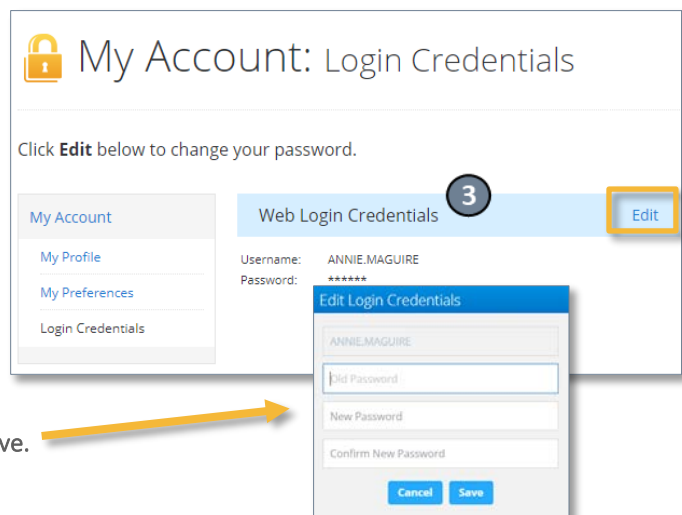 My Account: Login Credentials
Click Edit below to change your password.
My Account
My Profile
My Preferences
Login Credentials
Web Login Credentials
3
Edit
Username: ANNIE.MAGUIRE
Password: ******
Edit Login Credentials
ANNIE.MAGUIRE
Old Password
New Password
Confirm New Password
Cancel Save
ve.